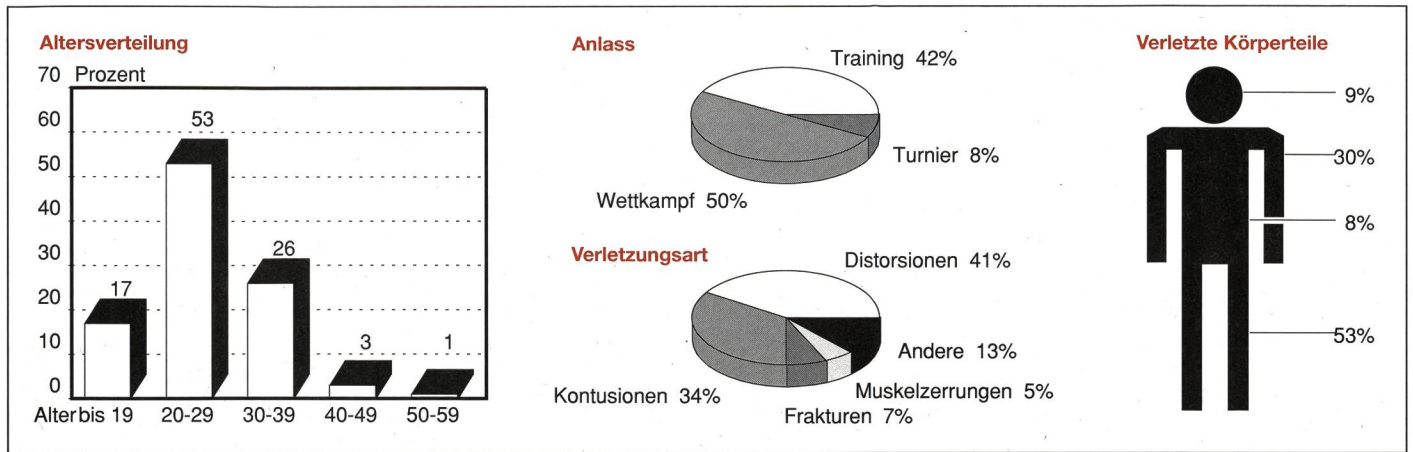 Altersverteilung
70 Prozent
60
50
40
30
20
10
0
17
53
26
3
1
Alter bis 19 20-29 30-39 40-49 50-59
Anlass
Training 42%
Turnier 8%
Wettkampf 50%
Verletzungsart
Distorsionen 41%
Andere 13%
Muskelzerrungen 5%
Frakturen 7%
Kontusionen 34%
Verletzte Körperteile
9%
30%
8%
53%